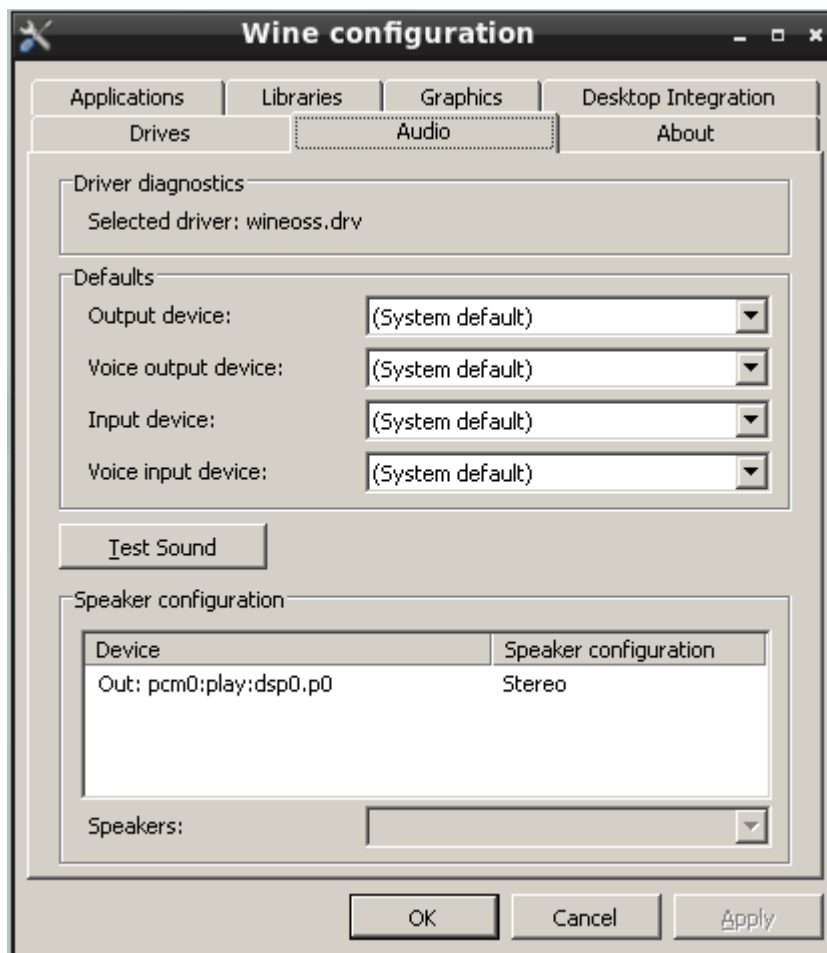 Wine configuration
Applications Libraries Graphics Desktop Integration
Drives Audio About
Driver diagnostics
Selected driver: wineoss.drv
Defaults
Output device: (System default)
Voice output device: (System default)
Input device: (System default)
Voice input device: (System default)
Test Sound
Speaker configuration
Device Speaker configuration
Out: pcm0:play:dsp0.p0 Stereo
Speakers:
OK Cancel Apply